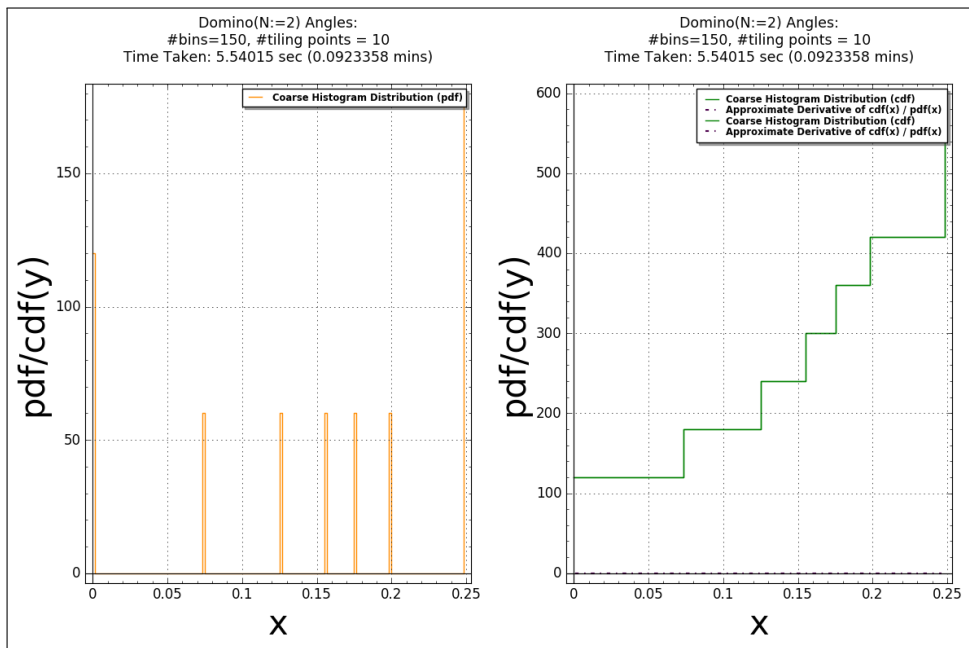 Domino(N:=2) Angles:
#bins=150, #tiling points = 10
Time Taken: 5.54015 sec (0.0923358 mins)
Coarse Histogram Distribution (pdf)
150
100
50
0
pdf/cdf(y)
0
0.05
0.1
0.15
0.2
0.25
x
Domino(N:=2) Angles:
#bins=150, #tiling points = 10
Time Taken: 5.54015 sec (0.0923358 mins)
Coarse Histogram Distribution (cdf)
Approximate Derivative of cdf(x) / pdf(x)
Coarse Histogram Distribution (cdf)
Approximate Derivative of cdf(x) / pdf(x)
600
500
400
300
200
100
0
pdf/cdf(y)
0
0.05
0.1
0.15
0.2
0.25
x